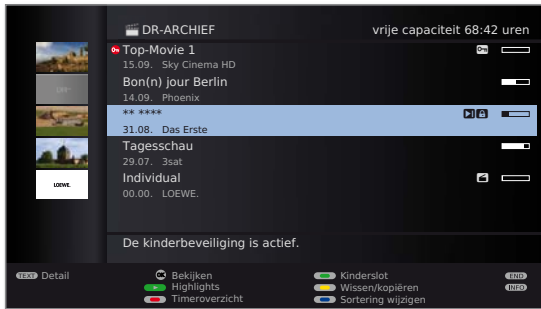 DR-ARCHIEF vrije capaciteit 68:42 uren
Top-Movie 1
15.09. Sky Cinema HD
Bon(n) jour Berlin
14.09. Phoenix
** ****
31.08. Das Erste
Tagesschau
29.07. 3sat
LOEWE.
Individual
00.00. LOEWE.
De kinderbeveiliging is actief.
TEXT Detail Bekijken Kinderslot END
Highlights Wissen/kopiëren INFO
Timeroverzicht Sortering wijzigen